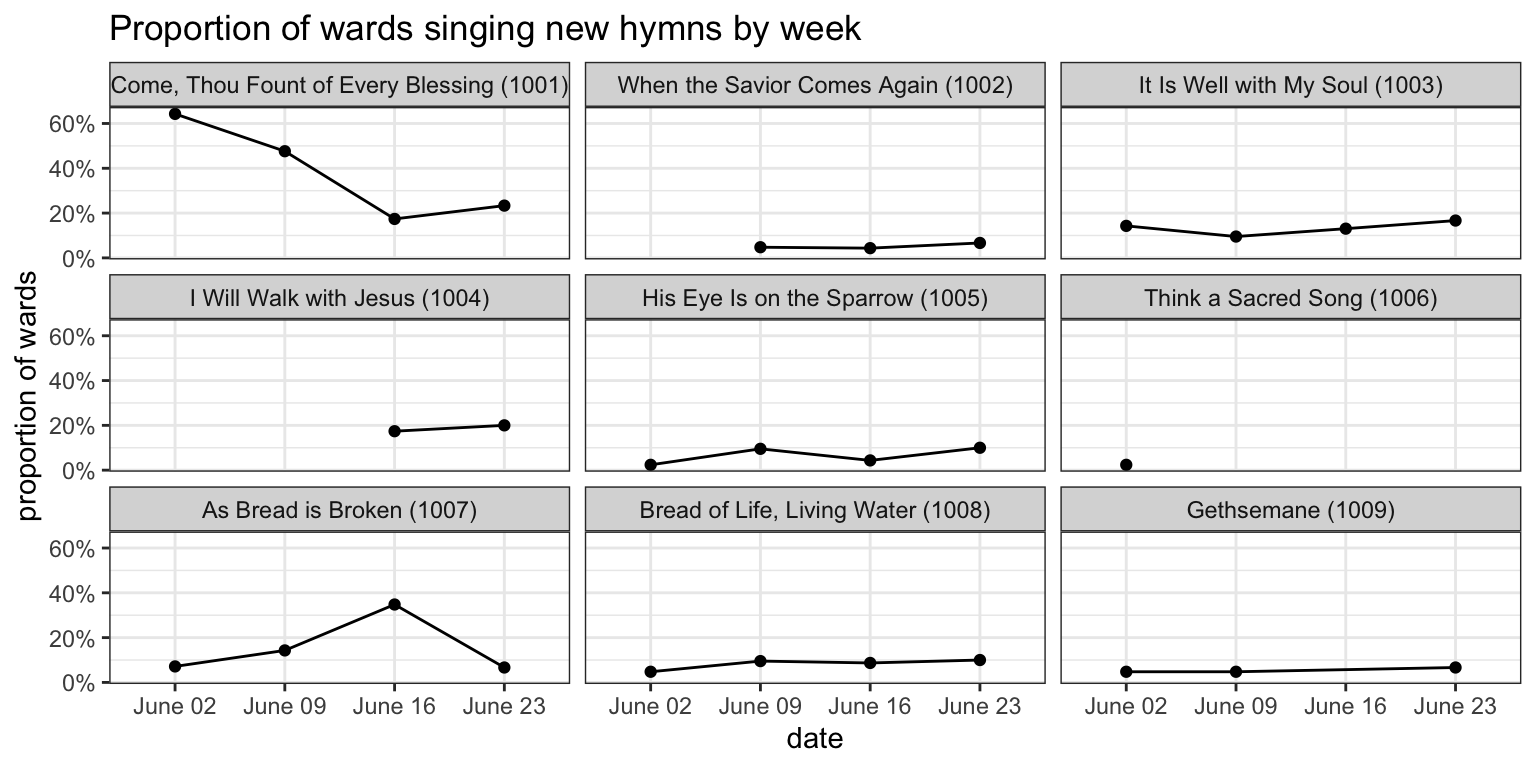 Proportion of wards singing new hymns by week
Come, Thou Fount of Every Blessing (1001)
When the Savior Comes Again (1002)
It Is Well with My Soul (1003)
60%
40%
20%
0%
I Will Walk with Jesus (1004)
His Eye Is on the Sparrow (1005)
Think a Sacred Song (1006)
60%
40%
20%
0%
As Bread is Broken (1007)
Bread of Life, Living Water (1008)
Gethsemane (1009)
60%
40%
20%
0%
proportion of wards
June 02 June 09 June 16 June 23
June 02 June 09 June 16 June 23
June 02 June 09 June 16 June 23
date